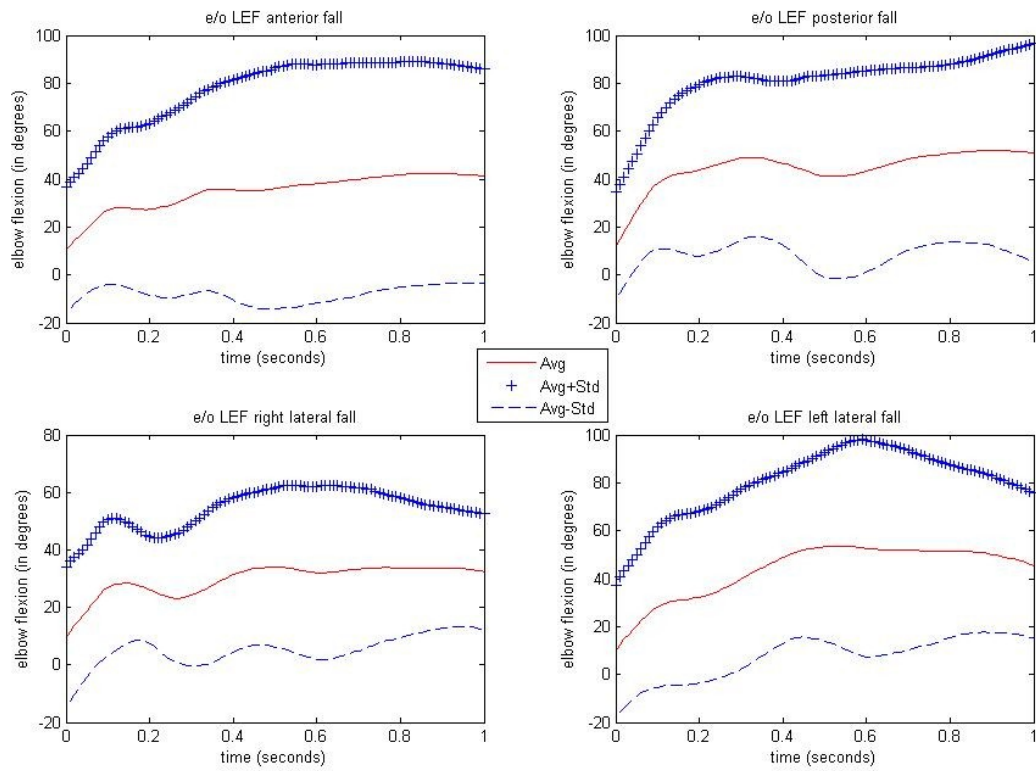 e/o LEF anterior fall
100
80
60
40
20
0
-20
elbow flexion (in degrees)
0 0.2 0.4 0.6 0.8 1
time (seconds)
e/o LEF posterior fall
100
80
60
40
20
0
-20
elbow flexion (in degrees)
0 0.2 0.4 0.6 0.8 1
time (seconds)
Avg
Avg+Std
Avg-Std
e/o LEF right lateral fall
80
60
40
20
0
-20
elbow flexion (in degrees)
0 0.2 0.4 0.6 0.8 1
time (seconds)
e/o LEF left lateral fall
100
80
60
40
20
0
-20
elbow flexion (in degrees)
0 0.2 0.4 0.6 0.8 1
time (seconds)